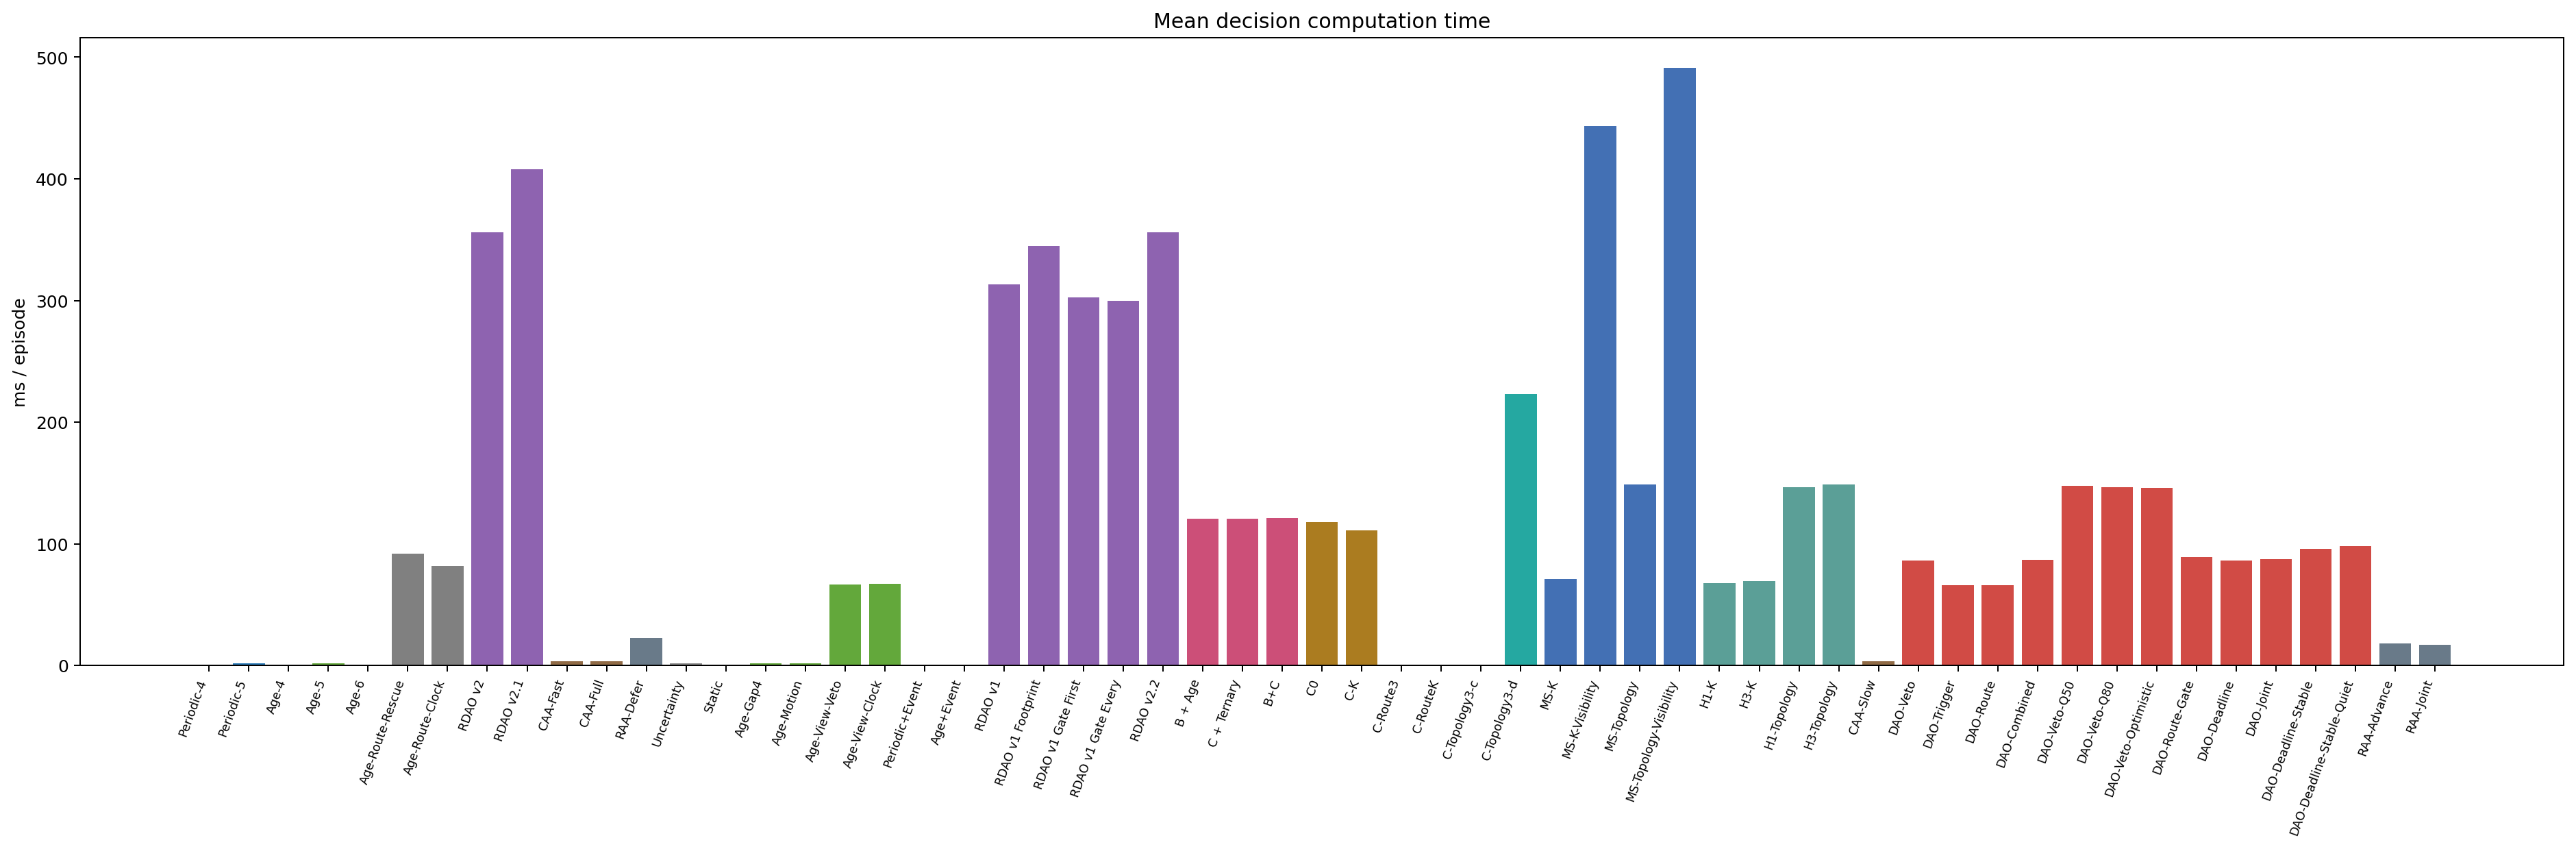 Mean decision computation time
ms / episode
500
400
300
200
100
0
Periodic-4
Periodic-5
Age-4
Age-5
Age-6
Age-Route-Rescue
Age-Route-Clock
RDAO v2
RDAO v2.1
CAA-Fast
CAA-Full
RAA-Defer
Uncertainty
Static
Age-Gap4
Age-Motion
Age-View-Veto
Age-View-Clock
Periodic+Event
Age+Event
RDAO v1
RDAO v1 Footprint
RDAO v1 Gate First
RDAO v1 Gate Every
RDAO v2.2
B + Age
C + Ternary
B+C
C0
C-K
C-Route3
C-RouteK
C-Topology3-c
C-Topology3-d
MS-K
MS-K-Visibility
MS-Topology
MS-Topology-Visibility
H1-K
H3-K
H1-Topology
H3-Topology
CAA-Slow
DAO-Veto
DAO-Trigger
DAO-Route
DAO-Combined
DAO-Veto-Q50
DAO-Veto-Q80
DAO-Veto-Optimistic
DAO-Route-Gate
DAO-Deadline
DAO-Joint
DAO-Deadline-Stable
DAO-Deadline-Stable-Quiet
RAA-Advance
RAA-Joint